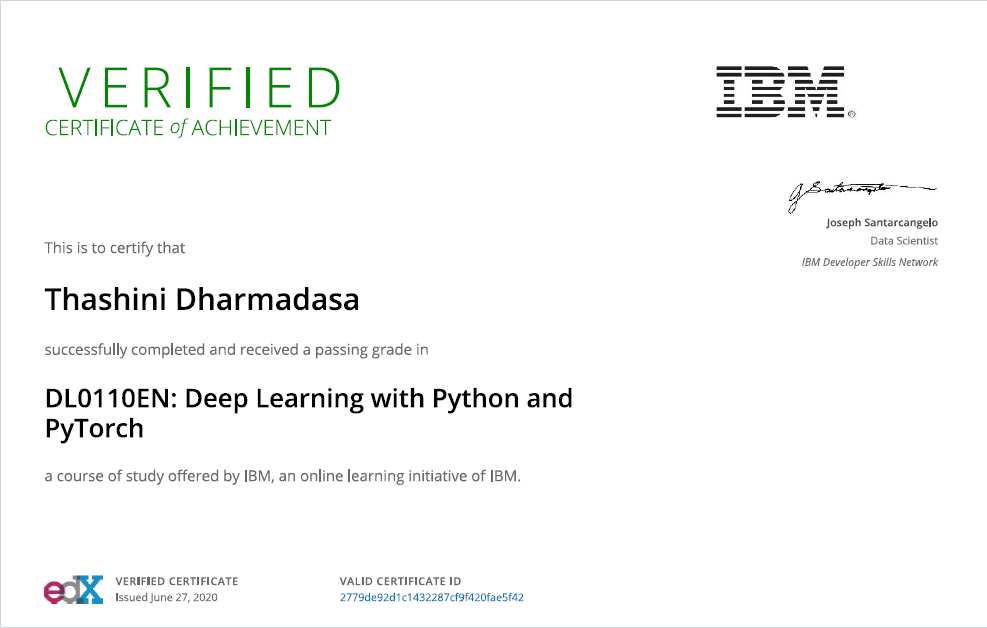 VERIFIED
CERTIFICATE of ACHIEVEMENT
IBM®
J Santarcangelo
Joseph Santarcangelo
Data Scientist
IBM Developer Skills Network
This is to certify that
Thashini Dharmadasa
successfully completed and received a passing grade in
DL0110EN: Deep Learning with Python and
PyTorch
a course of study offered by IBM, an online learning initiative of IBM.
edX
VERIFIED CERTIFICATE
Issued June 27, 2020
VALID CERTIFICATE ID
2779de92d1c1432287cf9f420fae5f42